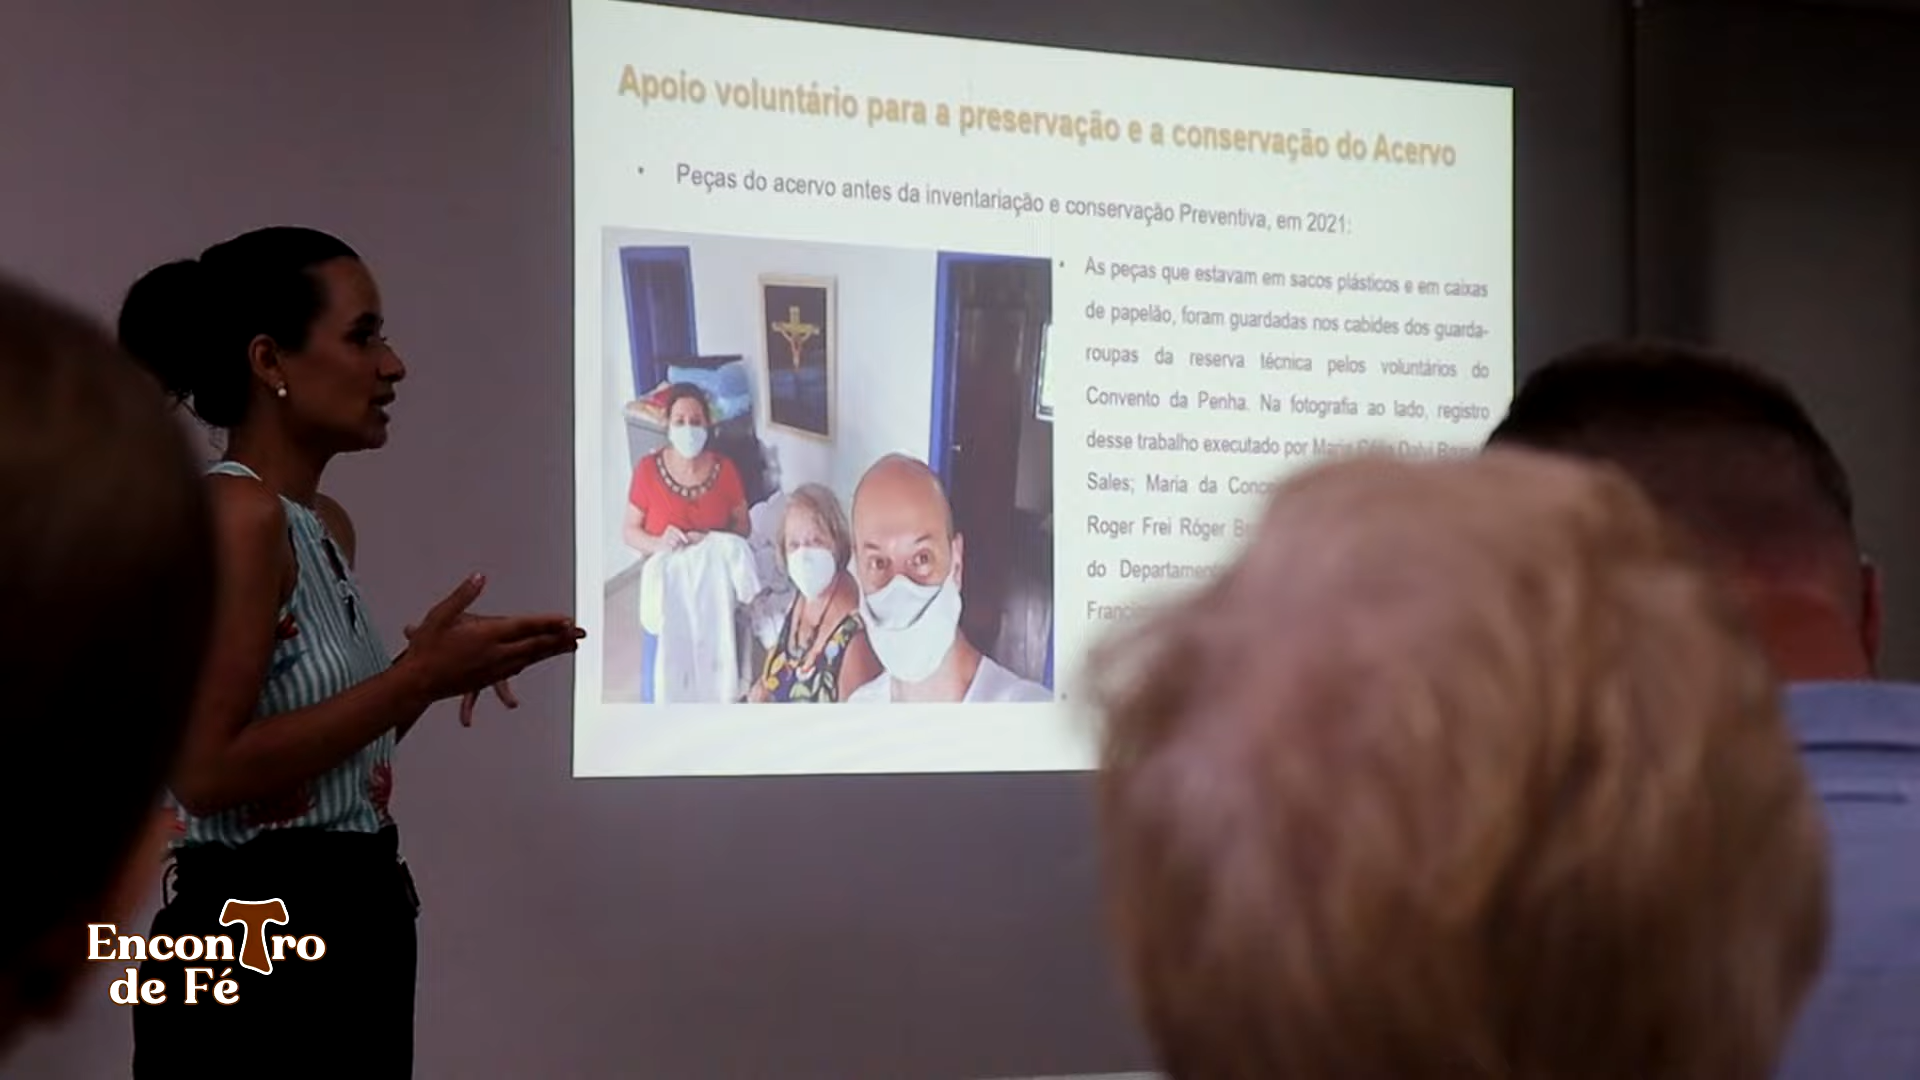 Apoio voluntário para a preservação e a conservação do Acervo
• Peças do acervo antes da inventariação e conservação Preventiva, em 2021:
• As peças que estavam em sacos plásticos e em caixas
de papelão, foram guardadas nos cabides dos guarda-
roupas da reserva técnica pelos voluntários do
Convento da Penha. Na fotografia ao lado, registro
desse trabalho executado por Maria
Sales; Maria da
Roger Frei Róger
do
EnconTro
de Fé